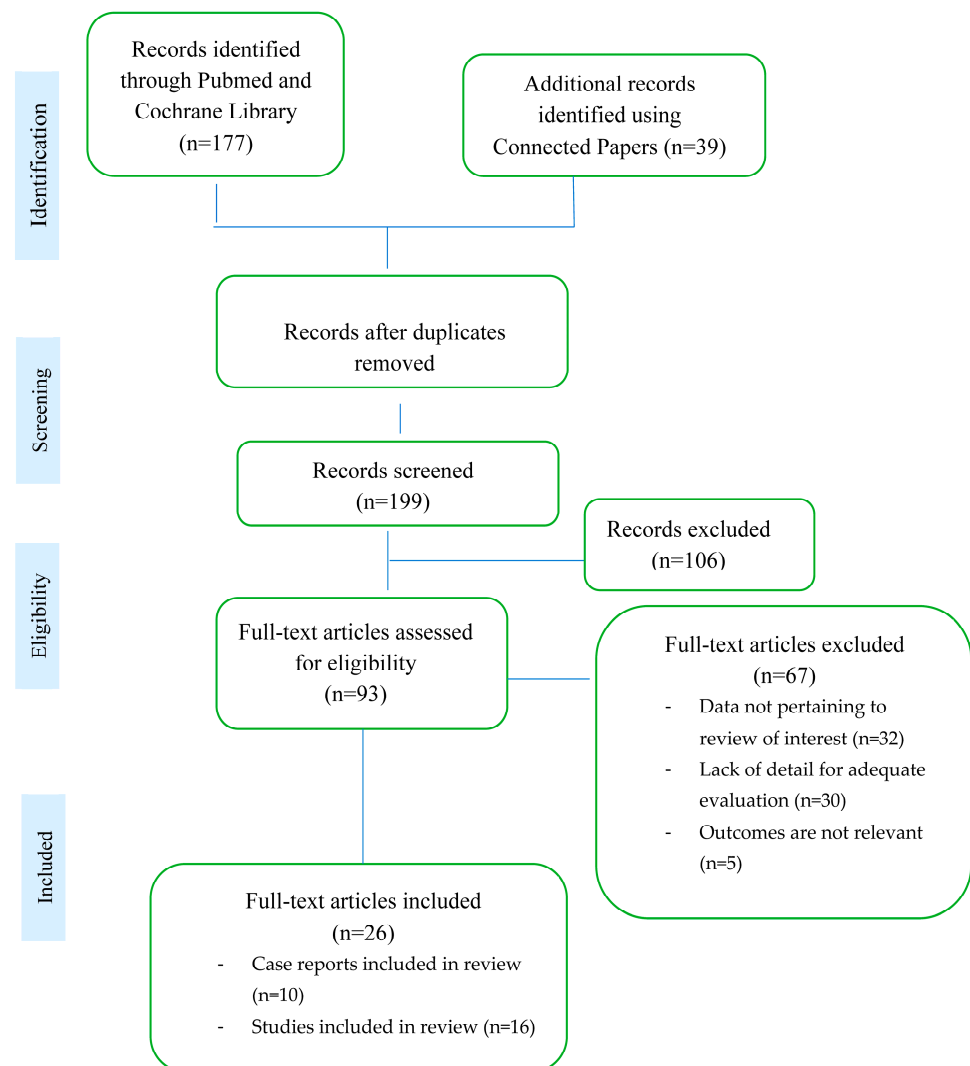 Identification
Records identified
through Pubmed and
Cochrane Library
(n=177)
Additional records
identified using
Connected Papers (n=39)
Screening
Records after duplicates
removed
Records screened
(n=199)
Records excluded
(n=106)
Eligibility
Full-text articles assessed
for eligibility
(n=93)
Full-text articles excluded
(n=67)
- Data not pertaining to
review of interest (n=32)
- Lack of detail for adequate
evaluation (n=30)
- Outcomes are not relevant
(n=5)
Included
Full-text articles included
(n=26)
- Case reports included in review
(n=10)
- Studies included in review (n=16)